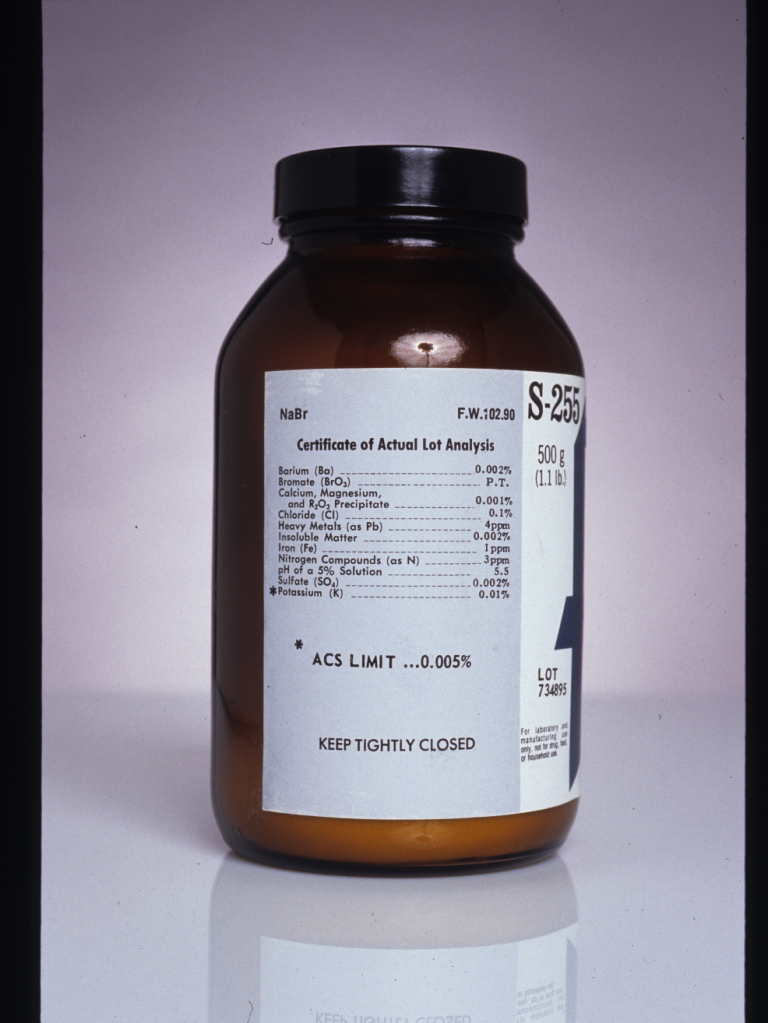 NaBr F.W.102.90
Certificate of Actual Lot Analysis
Barium (Ba) 0.002%
Bromate (BrO₃) P.T.
Calcium, Magnesium,
and R₂O₃ Precipitate 0.001%
Chloride (Cl) 0.1%
Heavy Metals (as Pb) 4ppm
Insoluble Matter 0.002%
Iron (Fe) 1ppm
Nitrogen Compounds (as N) 3ppm
pH of a 5% Solution 5.5
Sulfate (SO₄) 0.002%
*Potassium (K) 0.01%
*
ACS LIMIT ...0.005%
KEEP TIGHTLY CLOSED
S-255
500 g
(1.1 lb.)
LOT
734895
For laboratory and
manufacturing use
only, not for drug, food,
or household use.